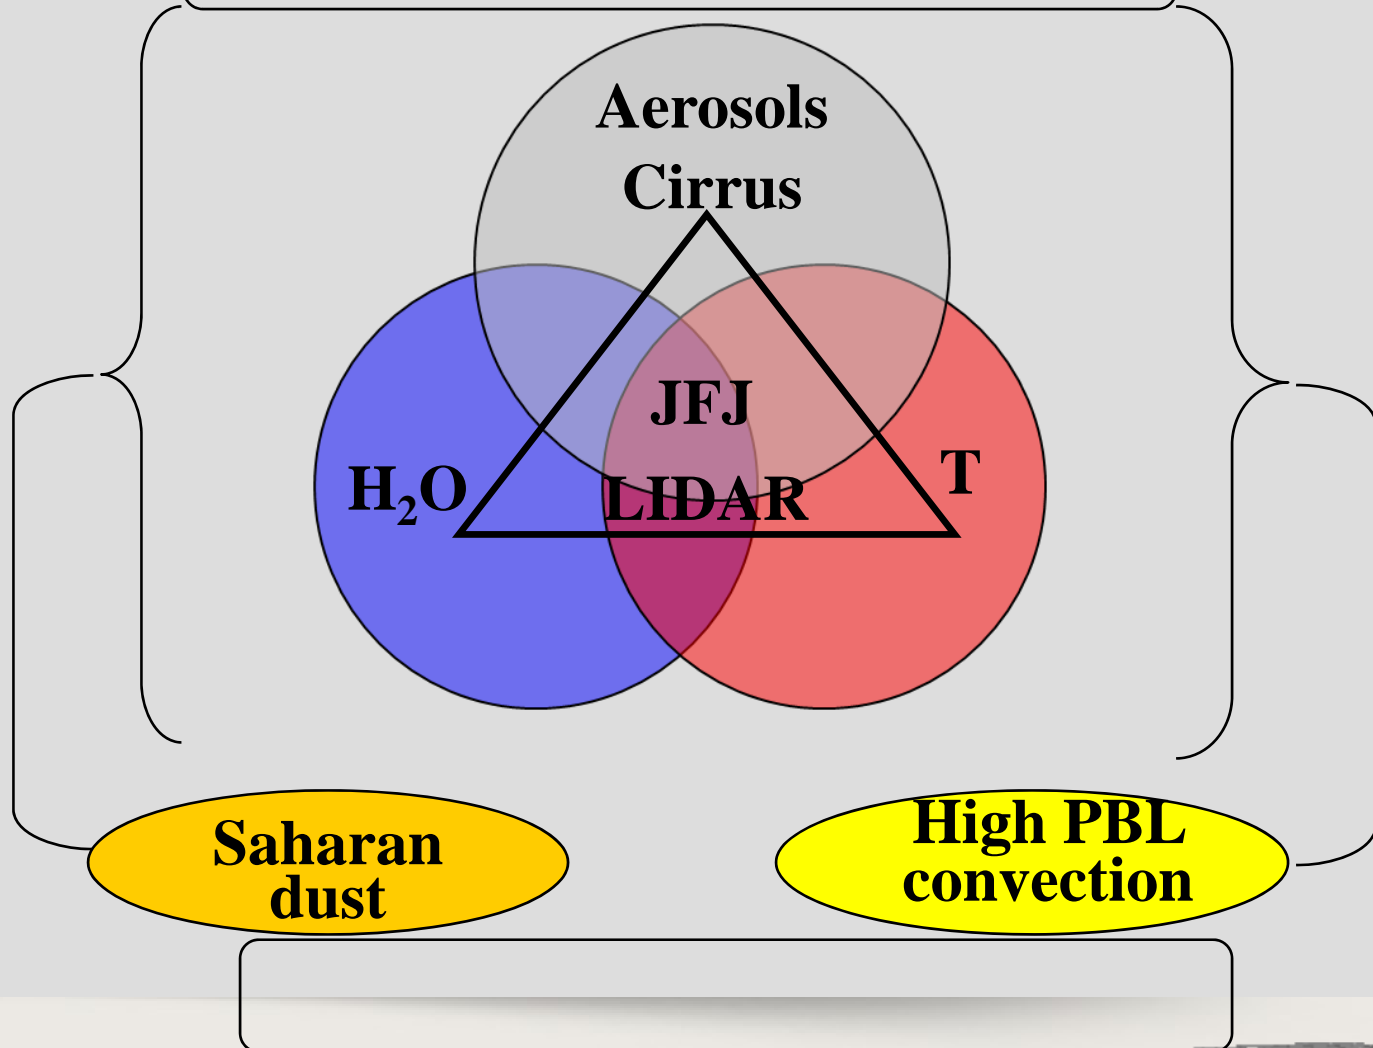 Aerosols
Cirrus
JFJ
H₂O
T
LIDAR
Saharan
dust
High PBL
convection